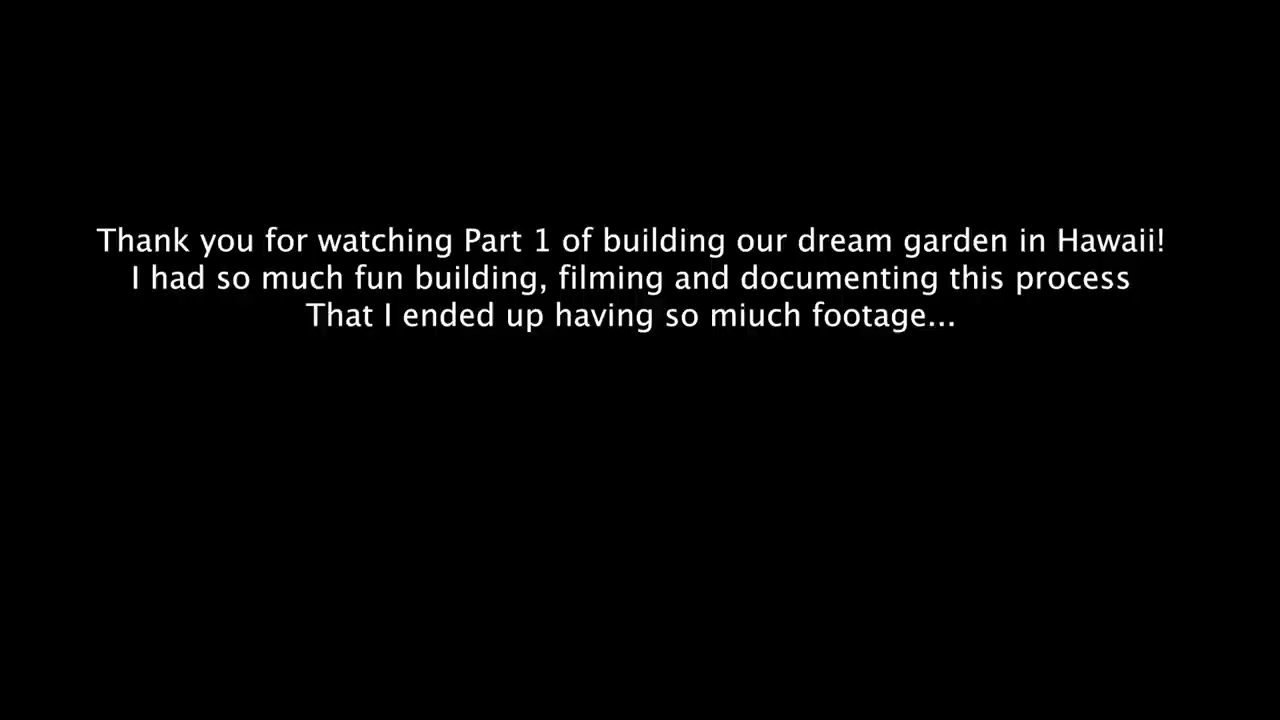 Thank you for watching Part 1 of building our dream garden in Hawaii!
I had so much fun building, filming and documenting this process
That I ended up having so miuch footage...